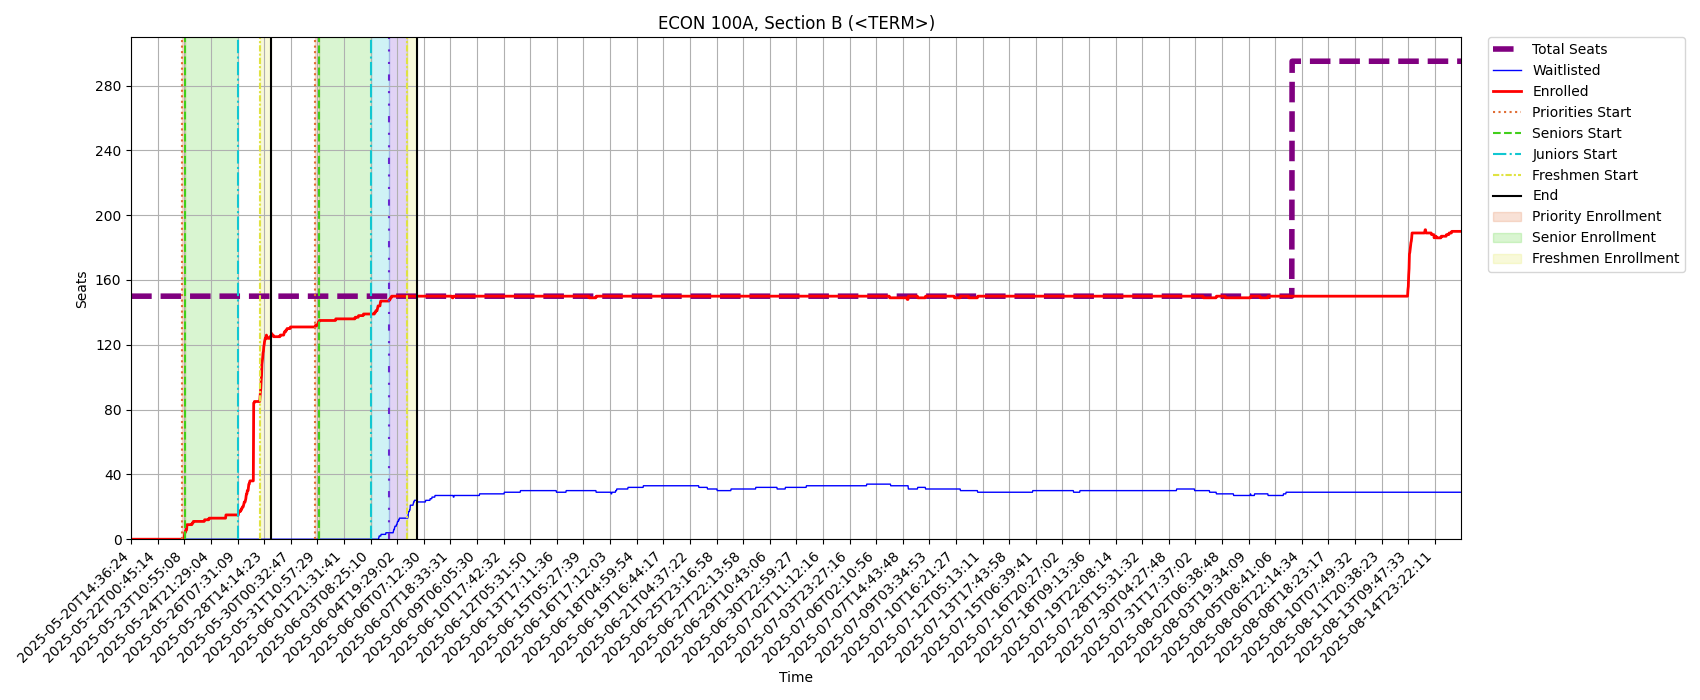 ECON 100A, Section B (<TERM>)
Seats
280
240
200
160
120
80
40
0
2025-05-20T14:36:24
2025-05-22T00:45:14
2025-05-23T10:55:08
2025-05-24T21:29:04
2025-05-26T07:31:09
2025-05-28T14:14:23
2025-05-30T00:32:47
2025-05-31T10:57:29
2025-06-01T21:31:41
2025-06-03T08:25:10
2025-06-04T19:29:02
2025-06-06T07:12:30
2025-06-07T18:33:31
2025-06-09T06:05:30
2025-06-10T17:42:32
2025-06-12T05:31:50
2025-06-13T17:11:36
2025-06-15T05:27:39
2025-06-16T17:12:03
2025-06-18T04:59:54
2025-06-19T16:44:17
2025-06-21T04:37:22
2025-06-25T23:16:58
2025-06-27T22:13:58
2025-06-29T10:43:06
2025-06-30T22:59:27
2025-07-02T11:12:16
2025-07-03T23:27:16
2025-07-06T02:10:56
2025-07-07T14:43:48
2025-07-09T03:34:53
2025-07-10T16:21:27
2025-07-12T05:13:11
2025-07-13T17:43:58
2025-07-15T06:39:41
2025-07-16T20:27:02
2025-07-18T09:13:36
2025-07-19T22:08:14
2025-07-28T15:31:32
2025-07-30T04:27:48
2025-07-31T17:37:02
2025-08-02T06:38:48
2025-08-03T19:34:09
2025-08-05T08:41:06
2025-08-06T22:14:34
2025-08-08T18:23:17
2025-08-10T07:49:32
2025-08-11T20:38:23
2025-08-13T09:47:33
2025-08-14T23:22:11
Time
Total Seats
Waitlisted
Enrolled
Priorities Start
Seniors Start
Juniors Start
Freshmen Start
End
Priority Enrollment
Senior Enrollment
Freshmen Enrollment